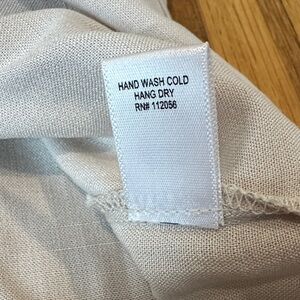 HAND WASH COLD
HANG DRY
RN# 112056